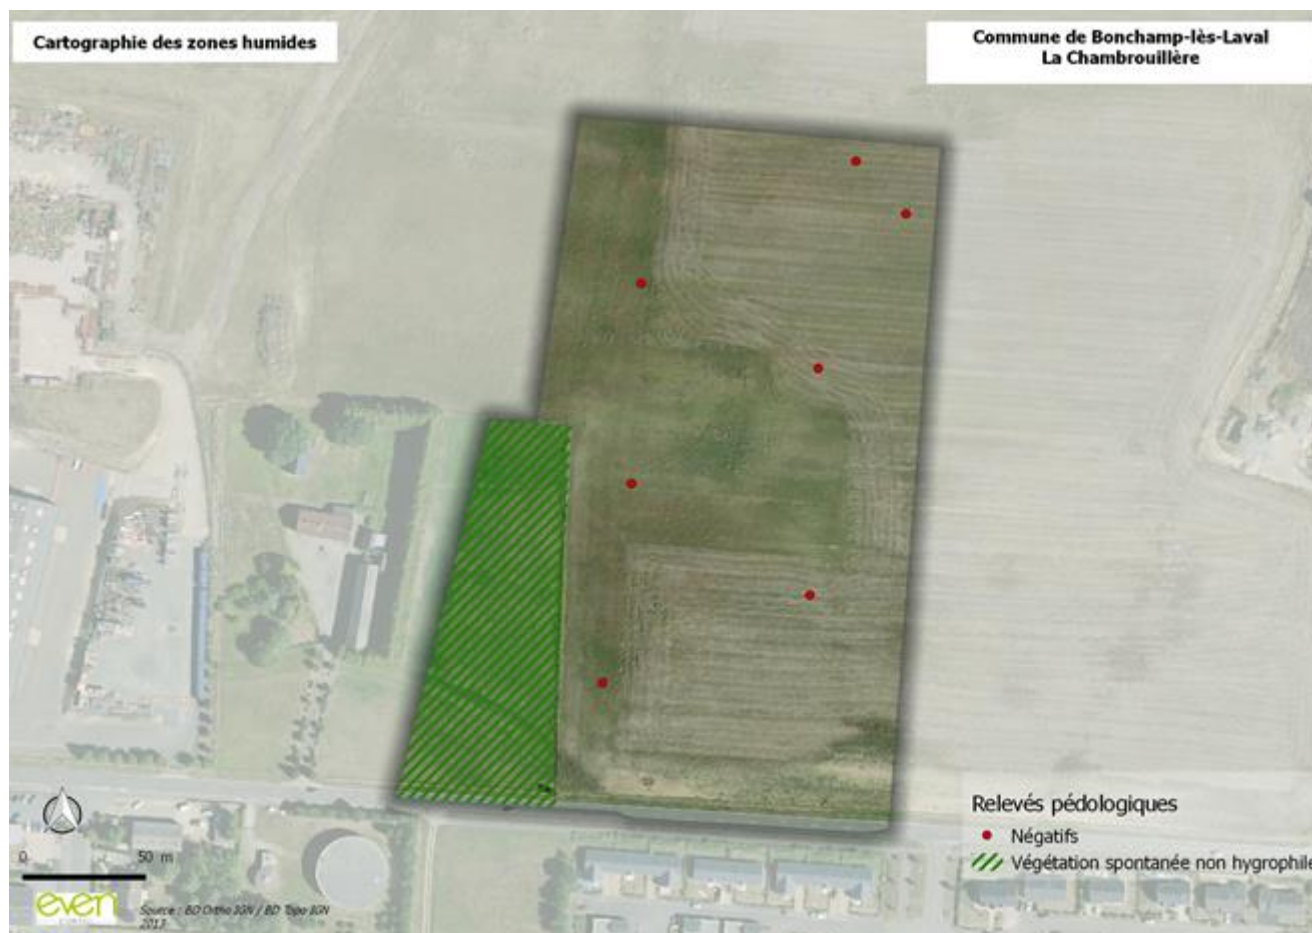 Cartographie des zones humides
Commune de Bonchamp-lès-Laval
La Chambrouillère
Relevés pédologiques
Négatifs
Végétation spontanée non hygrophile
0 50 m
even
Source : BD Ortho IGN / BD Topo IGN
2013